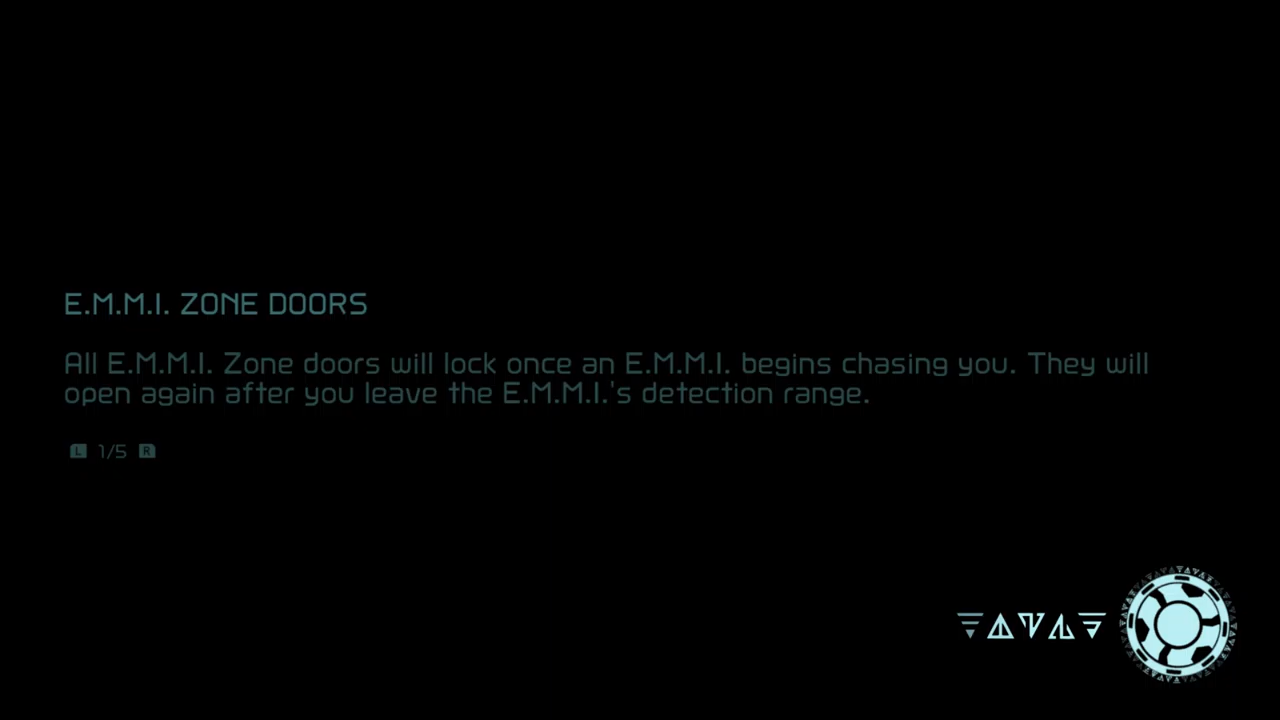 E.M.M.I. ZONE DOORS
All E.M.M.I. Zone doors will lock once an E.M.M.I. begins chasing you. They will
open again after you leave the E.M.M.I.'s detection range.
L 1/5 R